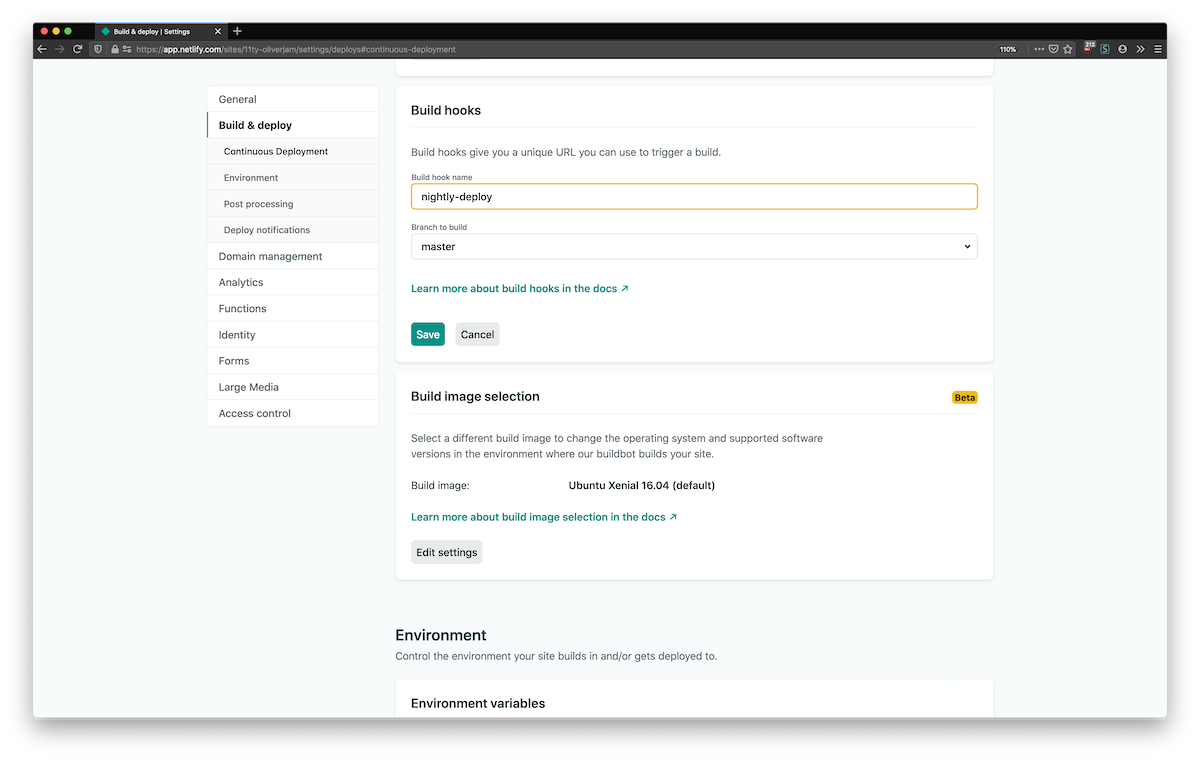 Build & deploy | Settings
https://app.netlify.com/sites/11ty-oliverjam/settings/deploys#continuous-deployment
110%
212
General
Build & deploy
Continuous Deployment
Environment
Post processing
Deploy notifications
Domain management
Analytics
Functions
Identity
Forms
Large Media
Access control
Build hooks
Build hooks give you a unique URL you can use to trigger a build.
Build hook name
nightly-deploy
Branch to build
master
Learn more about build hooks in the docs
Save
Cancel
Build image selection
Beta
Select a different build image to change the operating system and supported software
versions in the environment where our buildbot builds your site.
Build image:
Ubuntu Xenial 16.04 (default)
Learn more about build image selection in the docs
Edit settings
Environment
Control the environment your site builds in and/or gets deployed to.
Environment variables